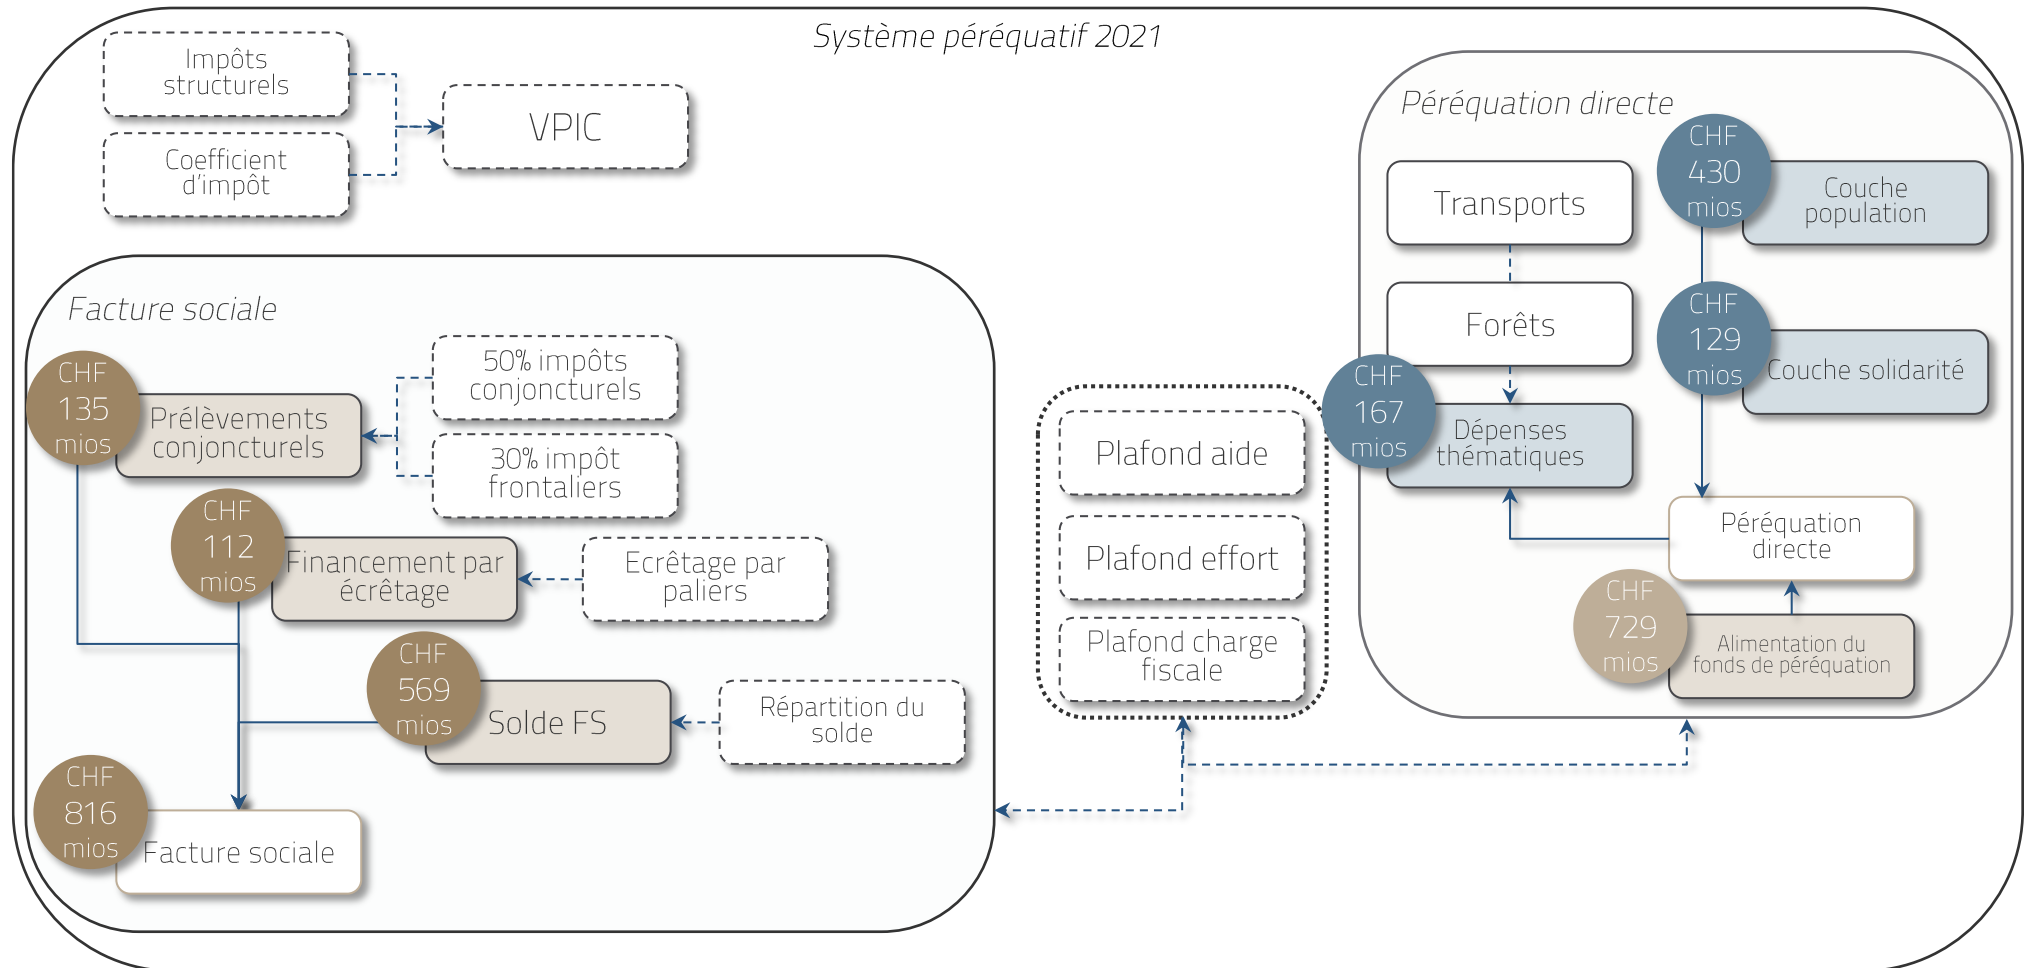 Système péréquatif 2021
Impôts
structurels
Coefficient
d'impôt
VPIC
Facture sociale
CHF
135
mios
Prélèvements
conjoncturels
50% impôts
conjoncturels
30% impôt
frontaliers
CHF
112
mios
Financement par
écrêtage
Ecrêtage par
paliers
CHF
569
mios
Solde FS
Répartition du
solde
CHF
816
mios
Facture sociale
Plafond aide
Plafond effort
Plafond charge
fiscale
Péréquation directe
Transports
Forêts
CHF
167
mios
Dépenses
thématiques
CHF
430
mios
Couche
population
CHF
129
mios
Couche solidarité
Péréquation
directe
CHF
729
mios
Alimentation du
fonds de péréquation